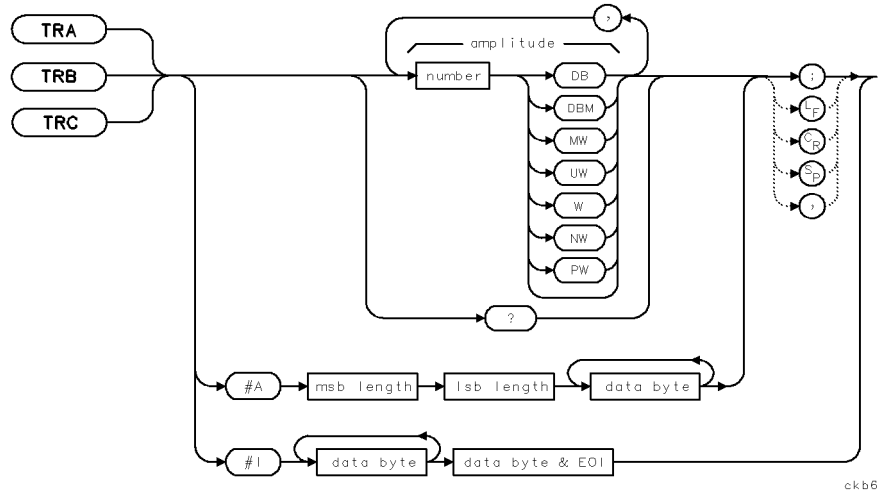 TRA
TRB
TRC
,
amplitude
number
DB
DBM
MW
UW
W
NW
PW
?
;
LF
CR
SP
,
#A
msb length
lsb length
data byte
#I
data byte
data byte & EOI
ckb6